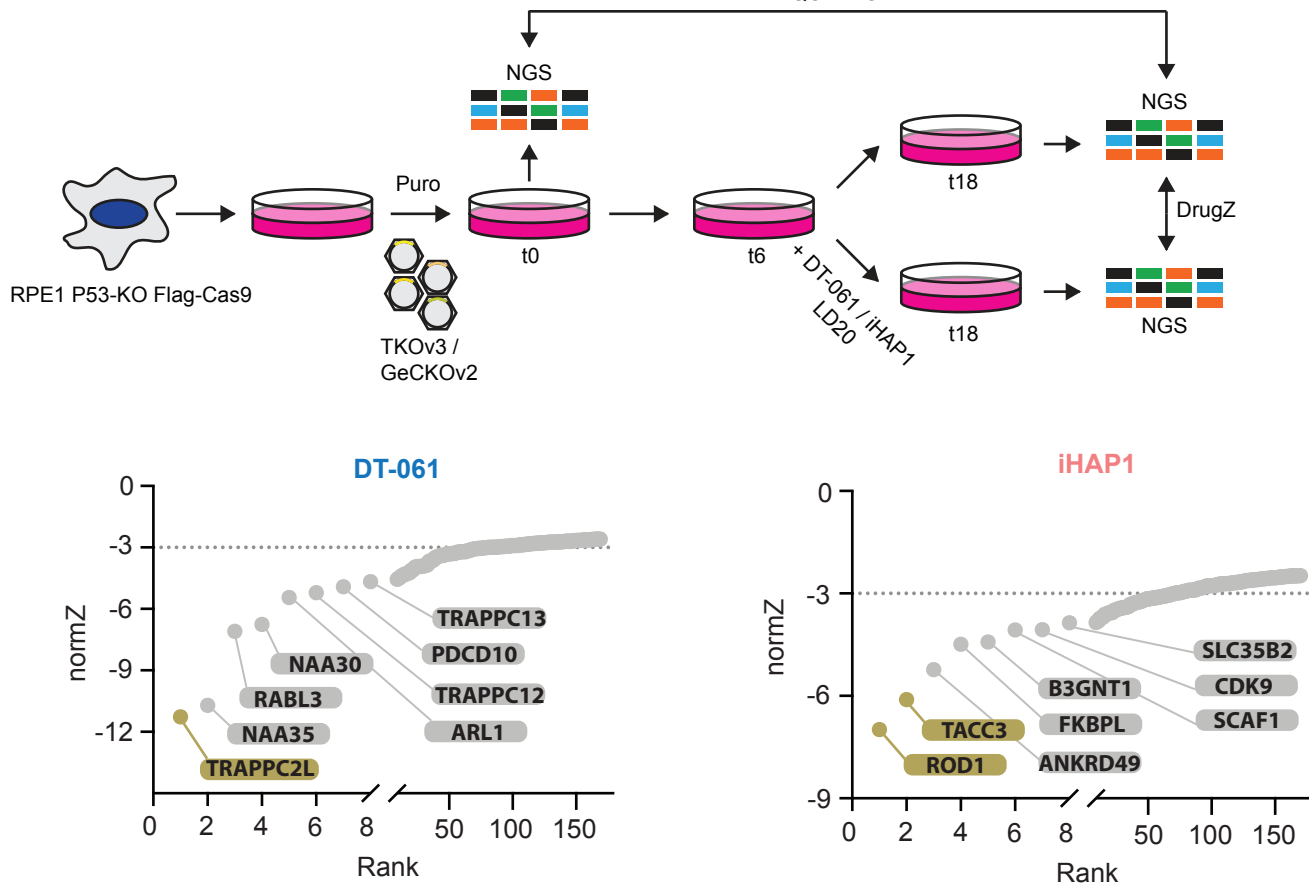 NGS
NGS
Puro
t18
DrugZ
RPE1 P53-KO Flag-Cas9
t0
t6
+ DT-061 / iHAP1
LD20
TKOv3 /
GeCKOv2
t18
NGS
DT-061
0
-3
-6
-9
-12
normZ
TRAPPC13
PDCD10
NAA30
TRAPPC12
RABL3
ARL1
NAA35
TRAPPC2L
0 2 4 6 8 50 100 150
Rank
iHAP1
0
-3
-6
-9
normZ
SLC35B2
B3GNT1
CDK9
TACC3
FKBPL
SCAF1
ROD1
ANKRD49
0 2 4 6 8 50 100 150
Rank